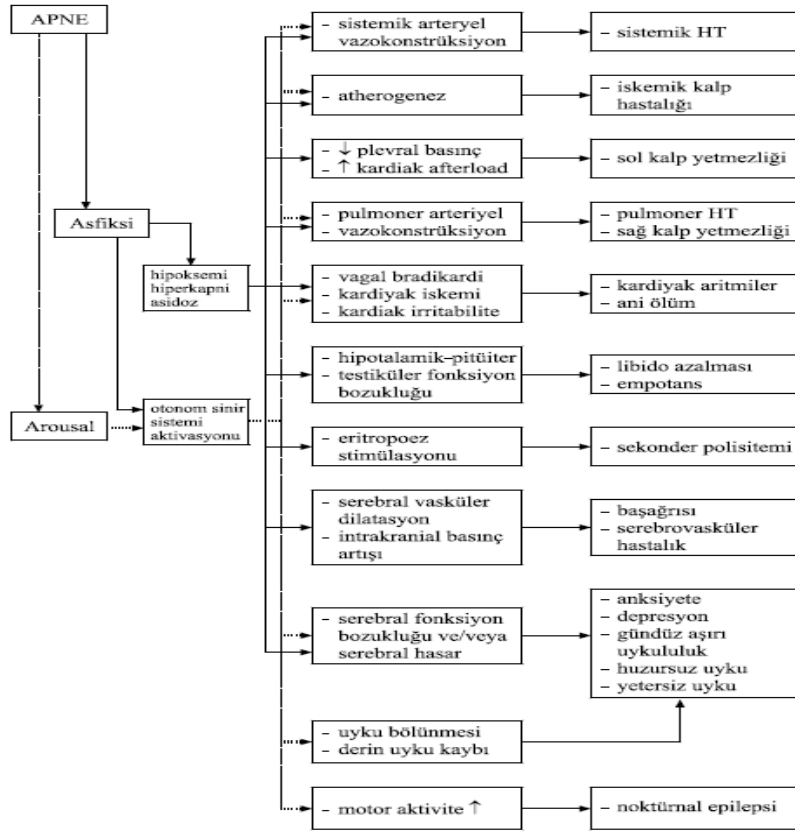 APNE
Asfiksi
hipoksemi
hiperkapni
asidoz
Arousal
otonom sinir
sistemi
aktivasyonu
– sistemik arteryel
vazokonstrüksiyon
– sistemik HT
– atherogenez
– iskemik kalp
hastalığı
– ↓ plevral basınç
– ↑ kardiak afterload
– sol kalp yetmezliği
– pulmoner arteriyel
– vazokonstrüksiyon
– pulmoner HT
– sağ kalp yetmezliği
– vagal bradikardi
– kardiyak iskemi
– kardiak irritabilite
– kardiyak aritmiler
– ani ölüm
– hipotalamik–pitüiter
– testiküler fonksiyon
bozukluğu
– libido azalması
– empotans
– eritropoez
stimülasyonu
– sekonder polisitemi
– serebral vasküler
dilatasyon
– intrakranial basınç
artışı
– başağrısı
– serebrovasküler
hastalık
– serebral fonksiyon
bozukluğu ve/veya
serebral hasar
– anksiyete
– depresyon
– gündüz aşırı
uykululuk
– huzursuz uyku
– yetersiz uyku
– uyku bölünmesi
– derin uyku kaybı
– motor aktivite ↑
– noktürnal epilepsi